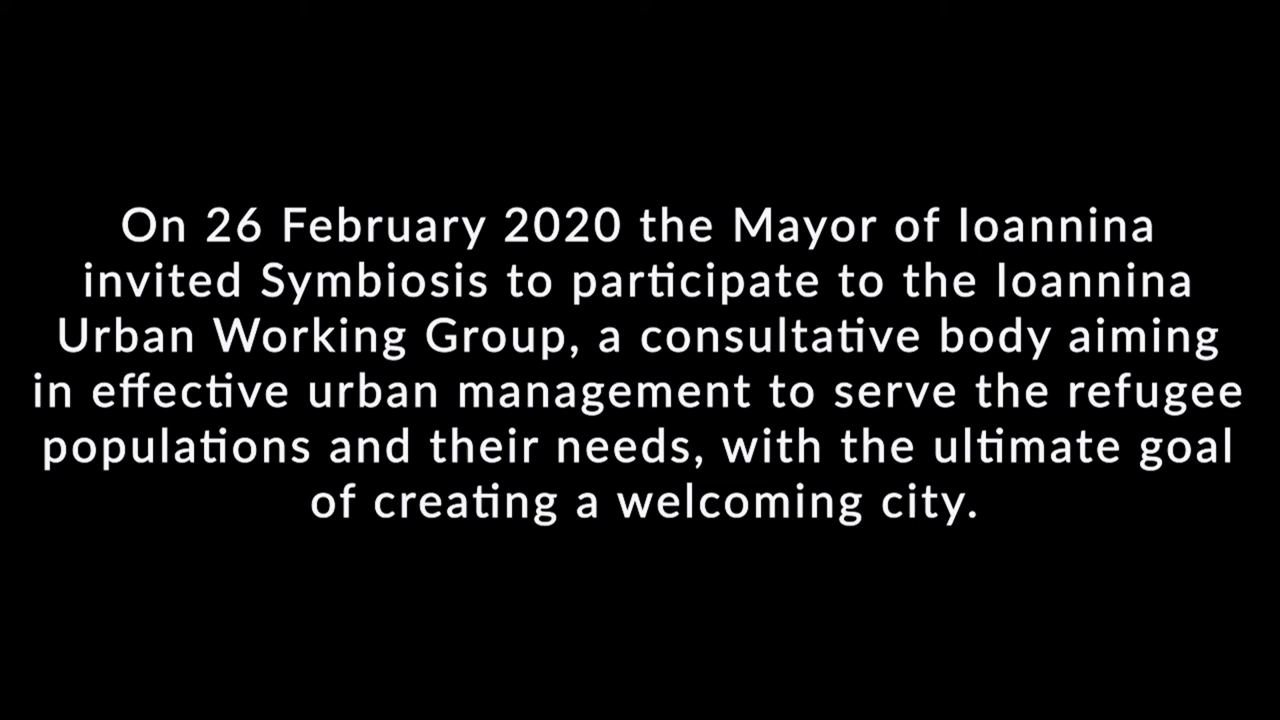 On 26 February 2020 the Mayor of Ioannina
invited Symbiosis to participate to the Ioannina
Urban Working Group, a consultative body aiming
in effective urban management to serve the refugee
populations and their needs, with the ultimate goal
of creating a welcoming city.